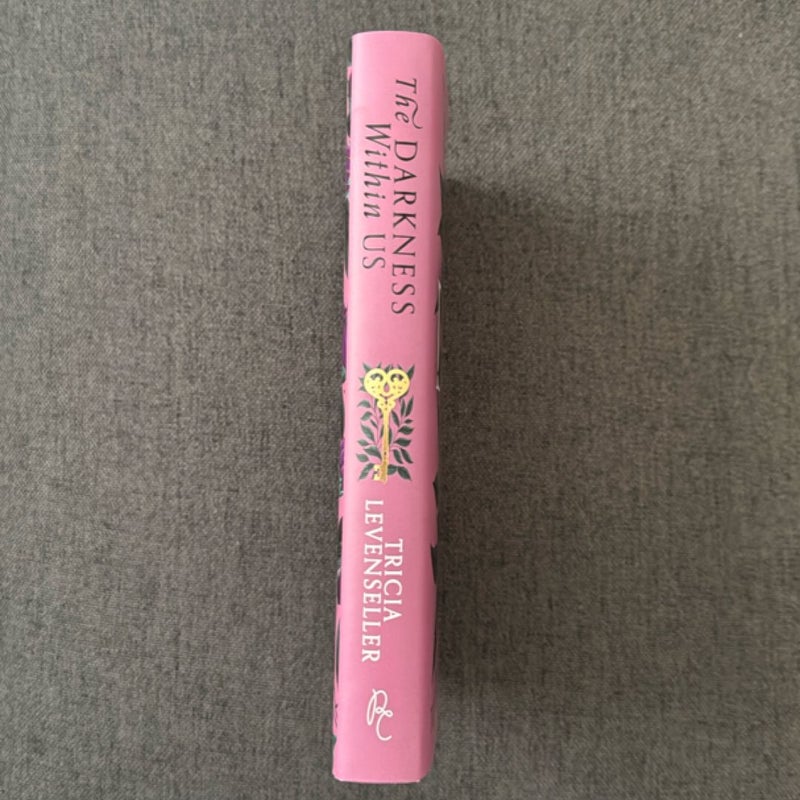 The DARKNESS
Within US
TRICIA
LEVENSELLER